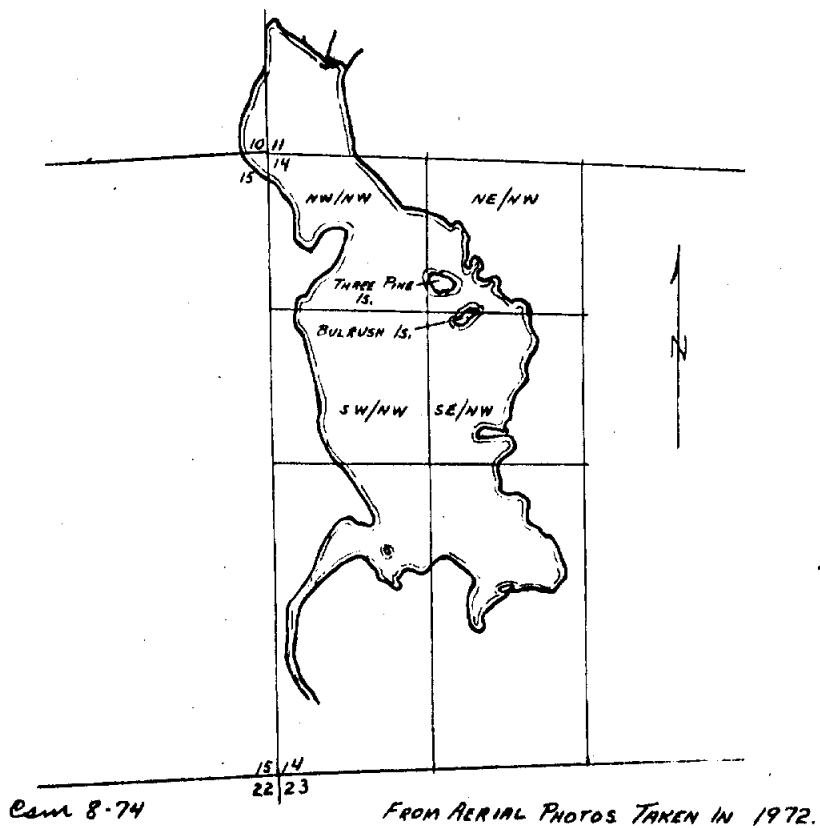 10 11
15 14
NW/NW NE/NW
THREE PINE
IS.
BULRUSH IS.
N
SW/NW SE/NW
15 14
22 23
CSM 8-74 FROM AERIAL PHOTOS TAKEN IN 1972.